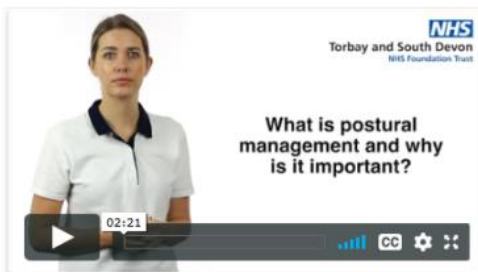 NHS
Torbay and South Devon
NHS Foundation Trust
What is postural
management and why
is it important?
02:21
CC